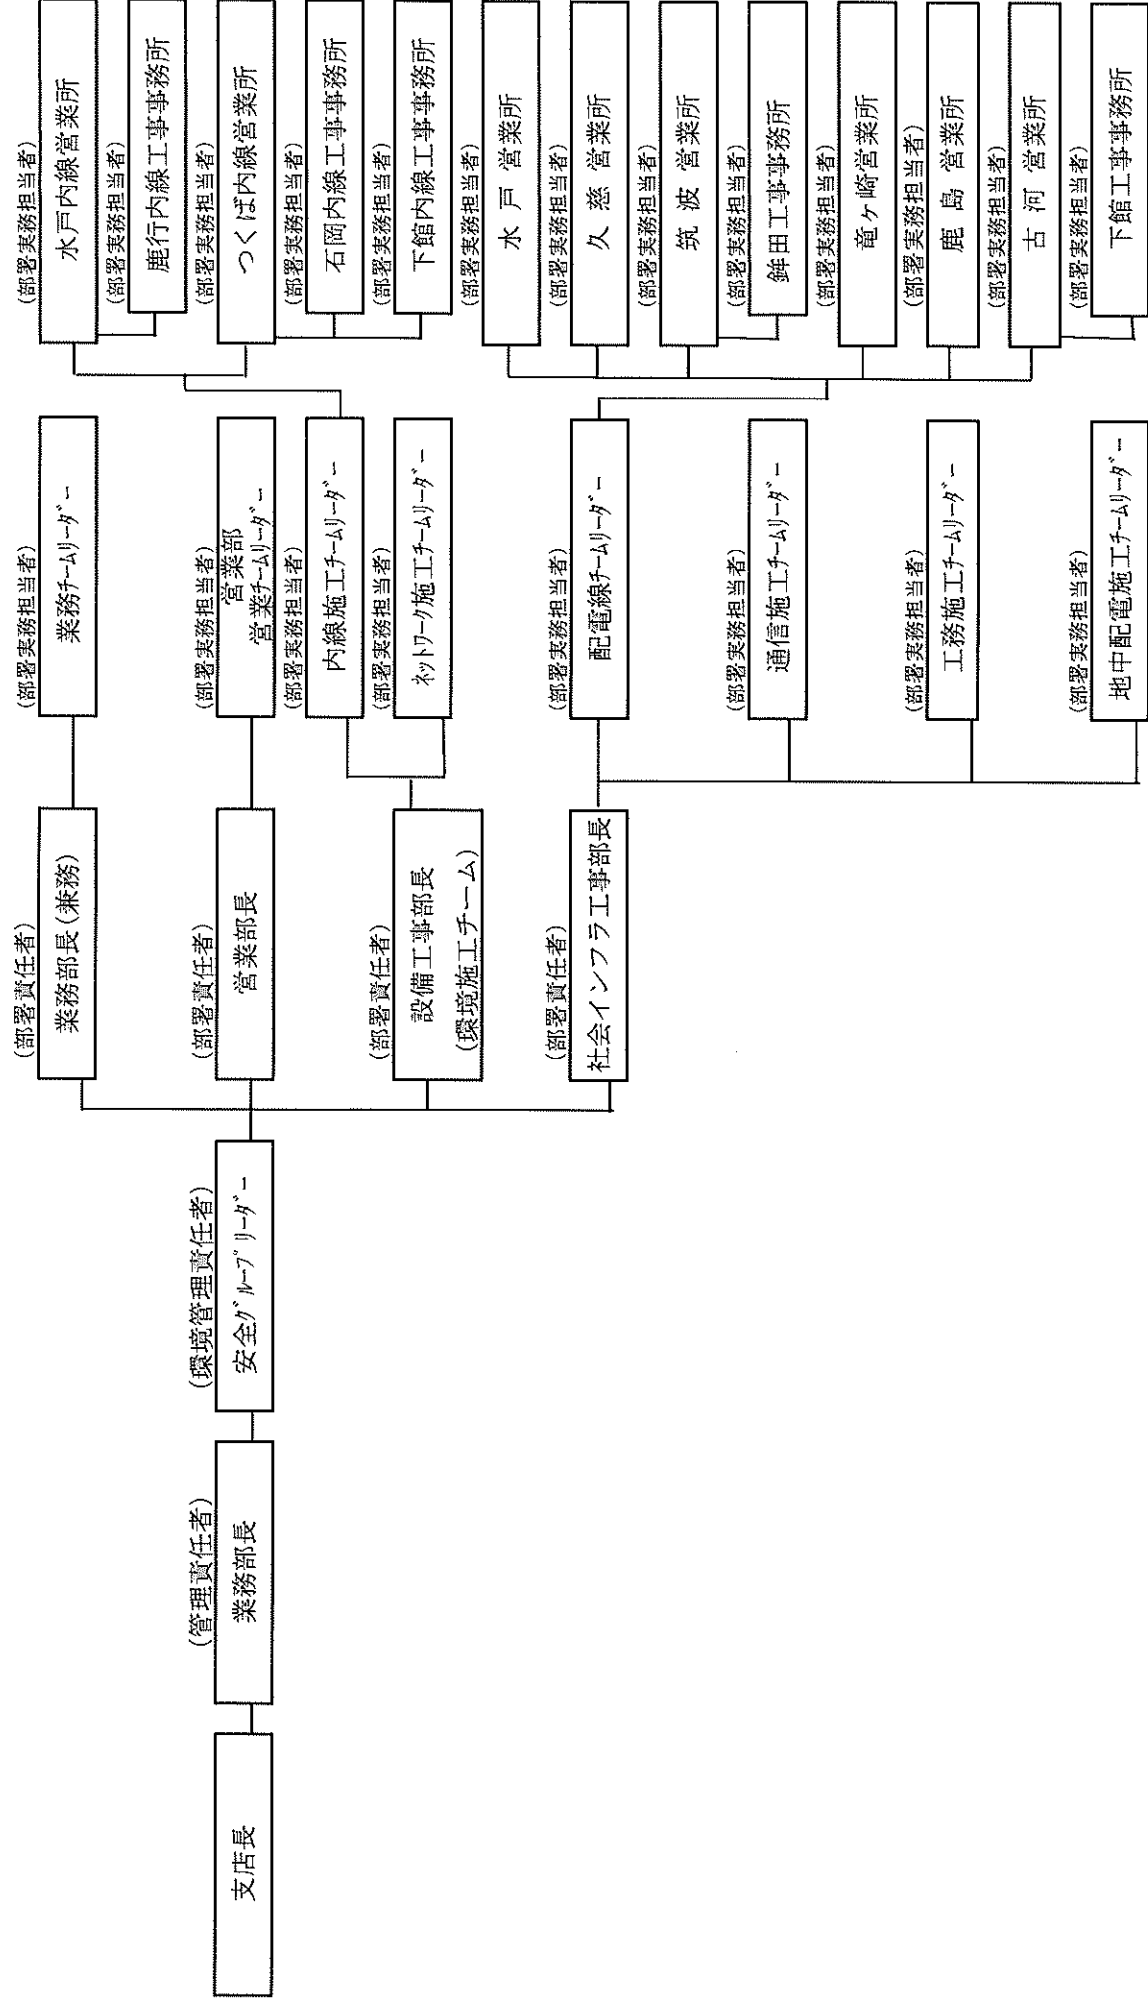 支店長
(管理責任者)
業務部長
(環境管理責任者)
安全グループリーダー
(部署責任者)
業務部長(兼務)
(部署責任者)
営業部長
(部署責任者)
設備工事部長
(環境施工チーム)
(部署責任者)
社会インフラ工事部長
(部署実務担当者)
業務チームリーダー
(部署実務担当者)
営業部
営業チームリーダー
(部署実務担当者)
内線施工チームリーダー
(部署実務担当者)
ネットワーク施工チームリーダー
(部署実務担当者)
配電線チームリーダー
(部署実務担当者)
通信施工チームリーダー
(部署実務担当者)
工務施工チームリーダー
(部署実務担当者)
地中配電施工チームリーダー
(部署実務担当者)
水戸内線営業所
(部署実務担当者)
鹿行内線工事事務所
(部署実務担当者)
つくば内線営業所
(部署実務担当者)
石岡内線工事事務所
(部署実務担当者)
下館内線工事事務所
(部署実務担当者)
水 戸 営業所
(部署実務担当者)
久 慈 営業所
(部署実務担当者)
筑 波 営業所
(部署実務担当者)
鉾田工事事務所
(部署実務担当者)
竜ヶ崎営業所
(部署実務担当者)
鹿 島 営業所
(部署実務担当者)
古 河 営業所
(部署実務担当者)
下館工事事務所